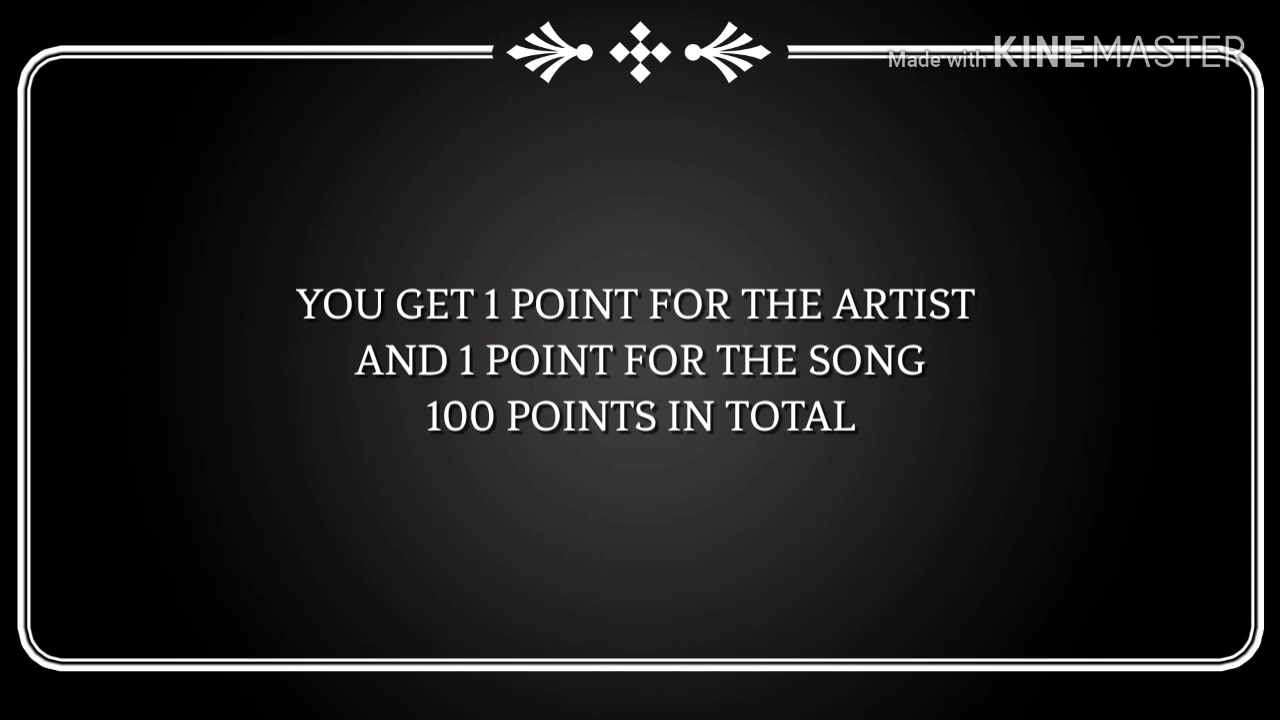 Made with KINEMASTER
YOU GET 1 POINT FOR THE ARTIST
AND 1 POINT FOR THE SONG
100 POINTS IN TOTAL